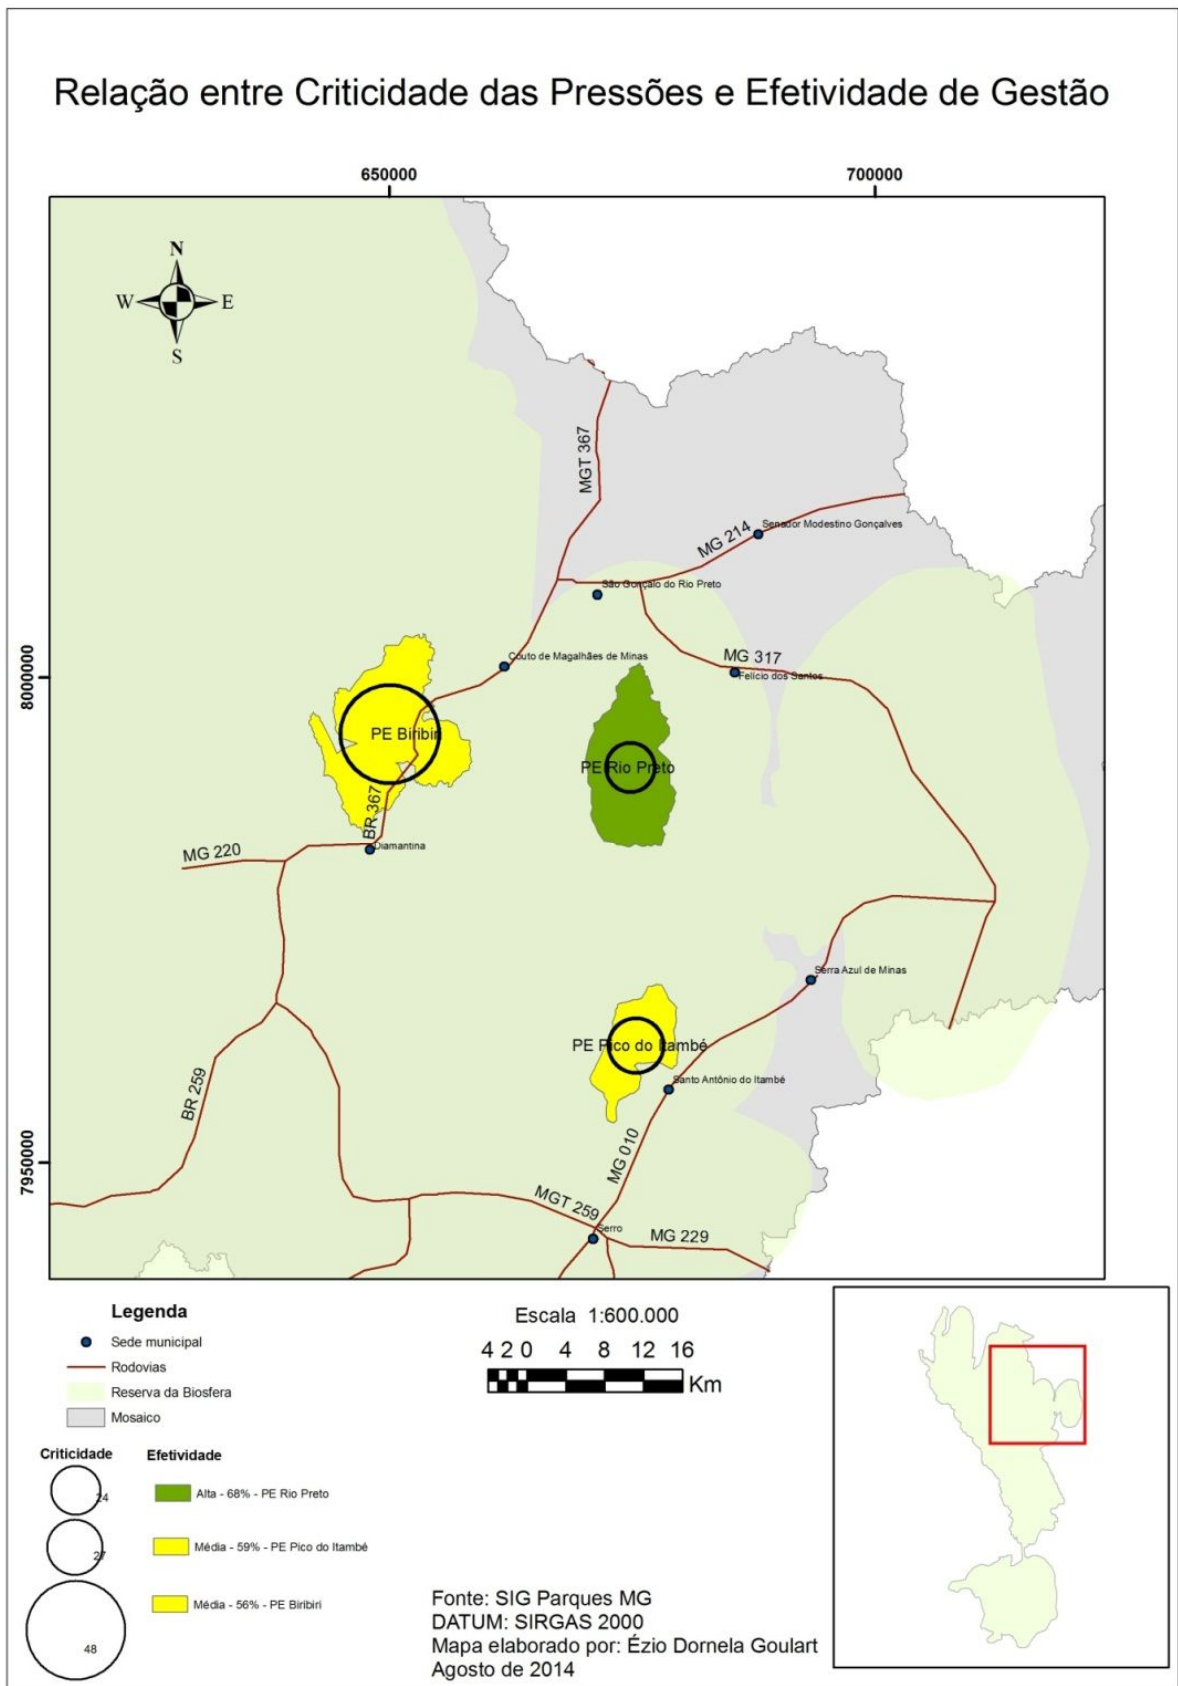 Relação entre Criticidade das Pressões e Efetividade de Gestão
650000
700000
N
W
E
S
MGT 367
Senador Modestino Gonçalves
MG 214
São Gonçalo do Rio Preto
Couto de Magalhães de Minas
MG 317
Felício dos Santos
8000000
PE Biribiri
PE Rio Preto
BR 367
Diamantina
MG 220
Serra Azul de Minas
PE Pico do Itambé
Santo Antônio do Itambé
BR 259
MG 010
7950000
MGT 259
Serro
MG 229
Legenda
Sede municipal
Rodovias
Reserva da Biosfera
Mosaico
Escala 1:600.000
4 2 0 4 8 12 16
Km
Criticidade
Efetividade
24
Alta - 68% - PE Rio Preto
27
Média - 59% - PE Pico do Itambé
48
Média - 56% - PE Biribiri
Fonte: SIG Parques MG
DATUM: SIRGAS 2000
Mapa elaborado por: Ézio Dornela Goulart
Agosto de 2014